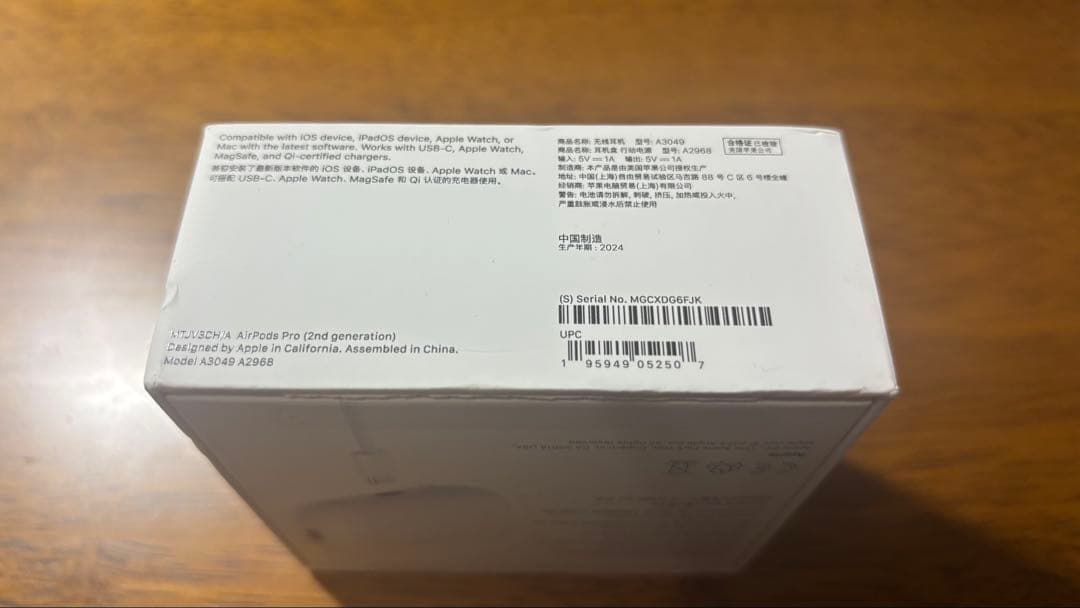 Compatible with iOS device, iPadOS device, Apple Watch, or
Mac with the latest software. Works with USB-C, Apple Watch,
MagSafe, and Qi-certified chargers.
兼容安装了最新版本软件的 iOS 设备、iPadOS 设备、Apple Watch 或 Mac。
可搭配 USB-C、Apple Watch、MagSafe 和 Qi 认证的充电器使用。
商品名称: 无线耳机 型号: A3049
商品名称: 耳机盒 行动电源 型号: A2968
输入: 5V ⎓ 1A 输出: 5V ⎓ 1A
制造商: 本产品是由美国苹果公司授权生产
地址: 中国(上海)自由贸易试验区马吉路 88 号 C 区 6 号楼全幢
经销商: 苹果电脑贸易(上海)有限公司
警告: 电池请勿拆解, 刺破, 挤压, 加热或投入火中,
严重鼓胀或浸水后禁止使用
合格证 已检验
美国苹果公司
中国制造
生产年期 : 2024
(S) Serial No. MGCXDG6FJK
UPC
1 95949 05250 7
MTJV3CH/A AirPods Pro (2nd generation)
Designed by Apple in California. Assembled in China.
Model A3049 A2968